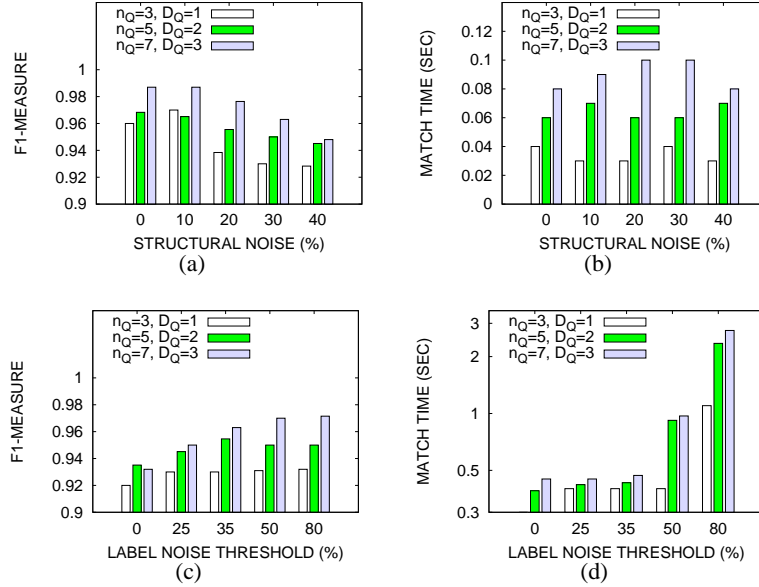 n_Q=3, D_Q=1
n_Q=5, D_Q=2
n_Q=7, D_Q=3
F1-MEASURE
1
0.98
0.96
0.94
0.92
0.9
0 10 20 30 40
STRUCTURAL NOISE (%)
(a)
n_Q=3, D_Q=1
n_Q=5, D_Q=2
n_Q=7, D_Q=3
MATCH TIME (SEC)
0.12
0.1
0.08
0.06
0.04
0.02
0
0 10 20 30 40
STRUCTURAL NOISE (%)
(b)
n_Q=3, D_Q=1
n_Q=5, D_Q=2
n_Q=7, D_Q=3
F1-MEASURE
1
0.98
0.96
0.94
0.92
0.9
0 25 35 50 80
LABEL NOISE THRESHOLD (%)
(c)
n_Q=3, D_Q=1
n_Q=5, D_Q=2
n_Q=7, D_Q=3
MATCH TIME (SEC)
3
2
1
0.5
0.3
0 25 35 50 80
LABEL NOISE THRESHOLD (%)
(d)